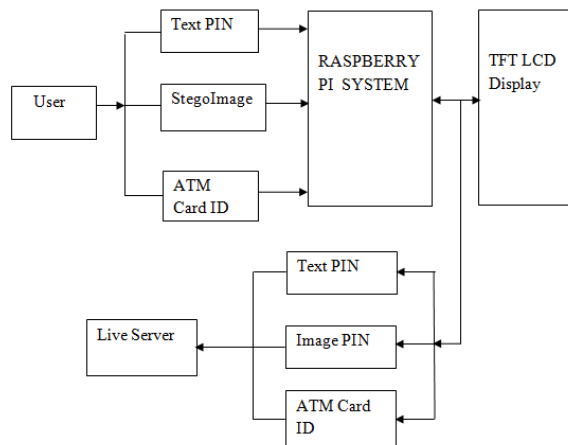 Text PIN
RASPBERRY
PI SYSTEM
TFT LCD
Display
User
StegoImage
ATM
Card ID
Text PIN
Live Server
Image PIN
ATM Card
ID